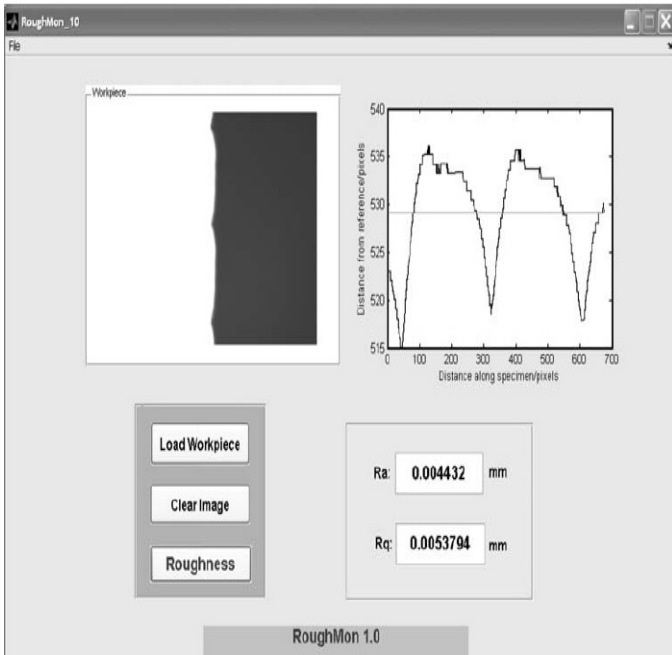 RoughMon_10
File
Workpiece
540
535
530
525
520
515
Distance from reference/pixels
0 100 200 300 400 500 600 700
Distance along specimen/pixels
Load Workpiece
Clear Image
Roughness
Ra: 0.004432 mm
Rq: 0.0053794 mm
RoughMon 1.0